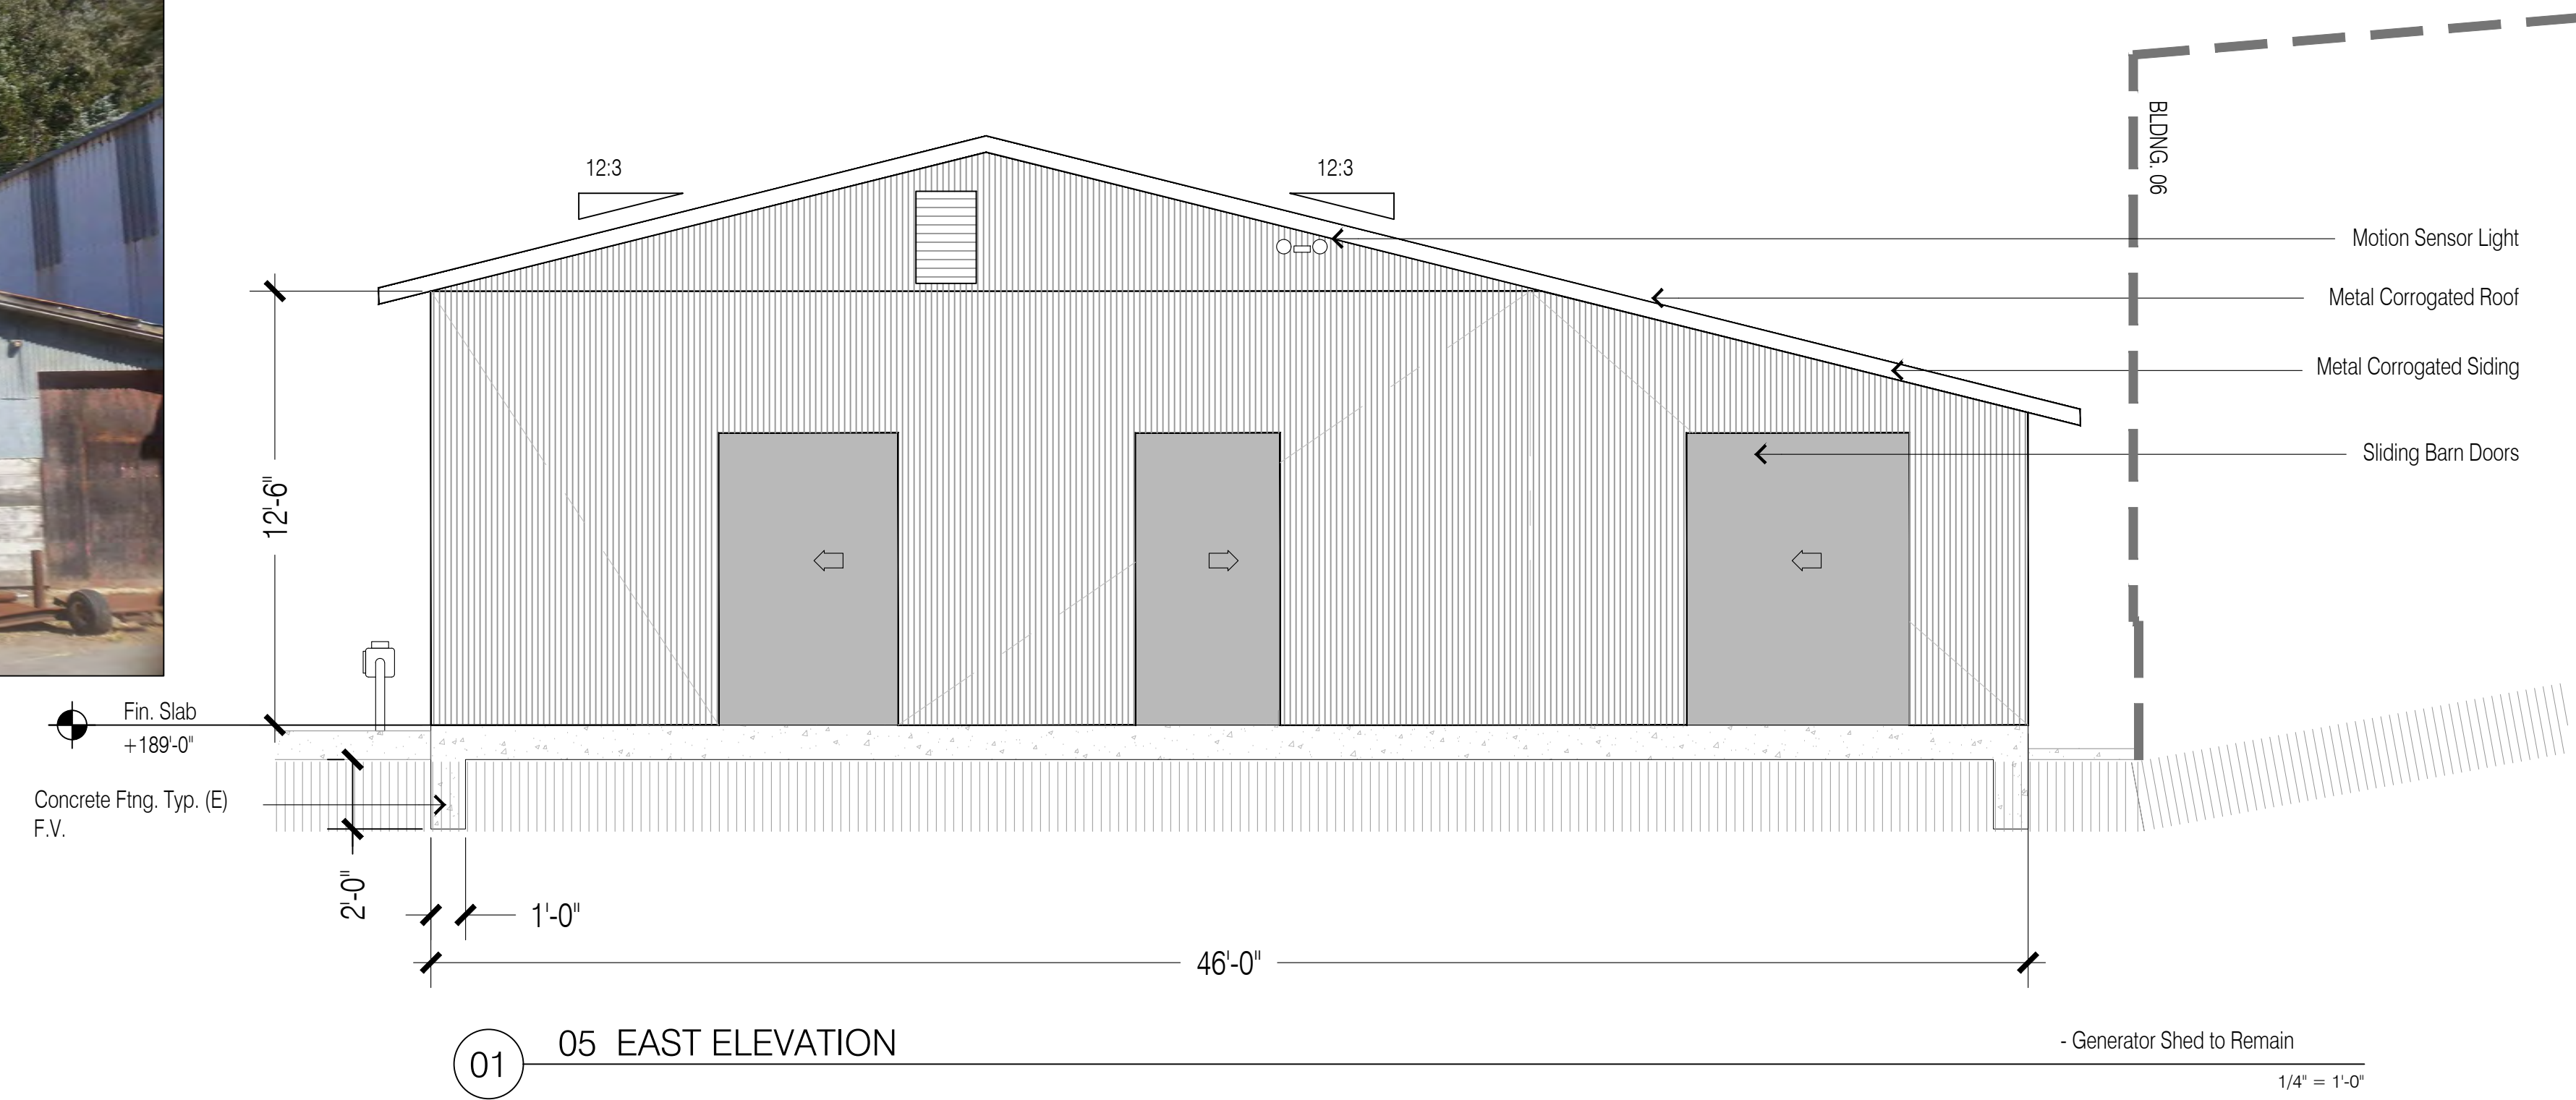 12:3
12:3
BLDNG. 06
Motion Sensor Light
Metal Corrogated Roof
Metal Corrogated Siding
Sliding Barn Doors
12'-6"
Fin. Slab
+189'-0"
Concrete Ftng. Typ. (E)
F.V.
2'-0"
1'-0"
46'-0"
01
05 EAST ELEVATION
- Generator Shed to Remain
1/4" = 1'-0"